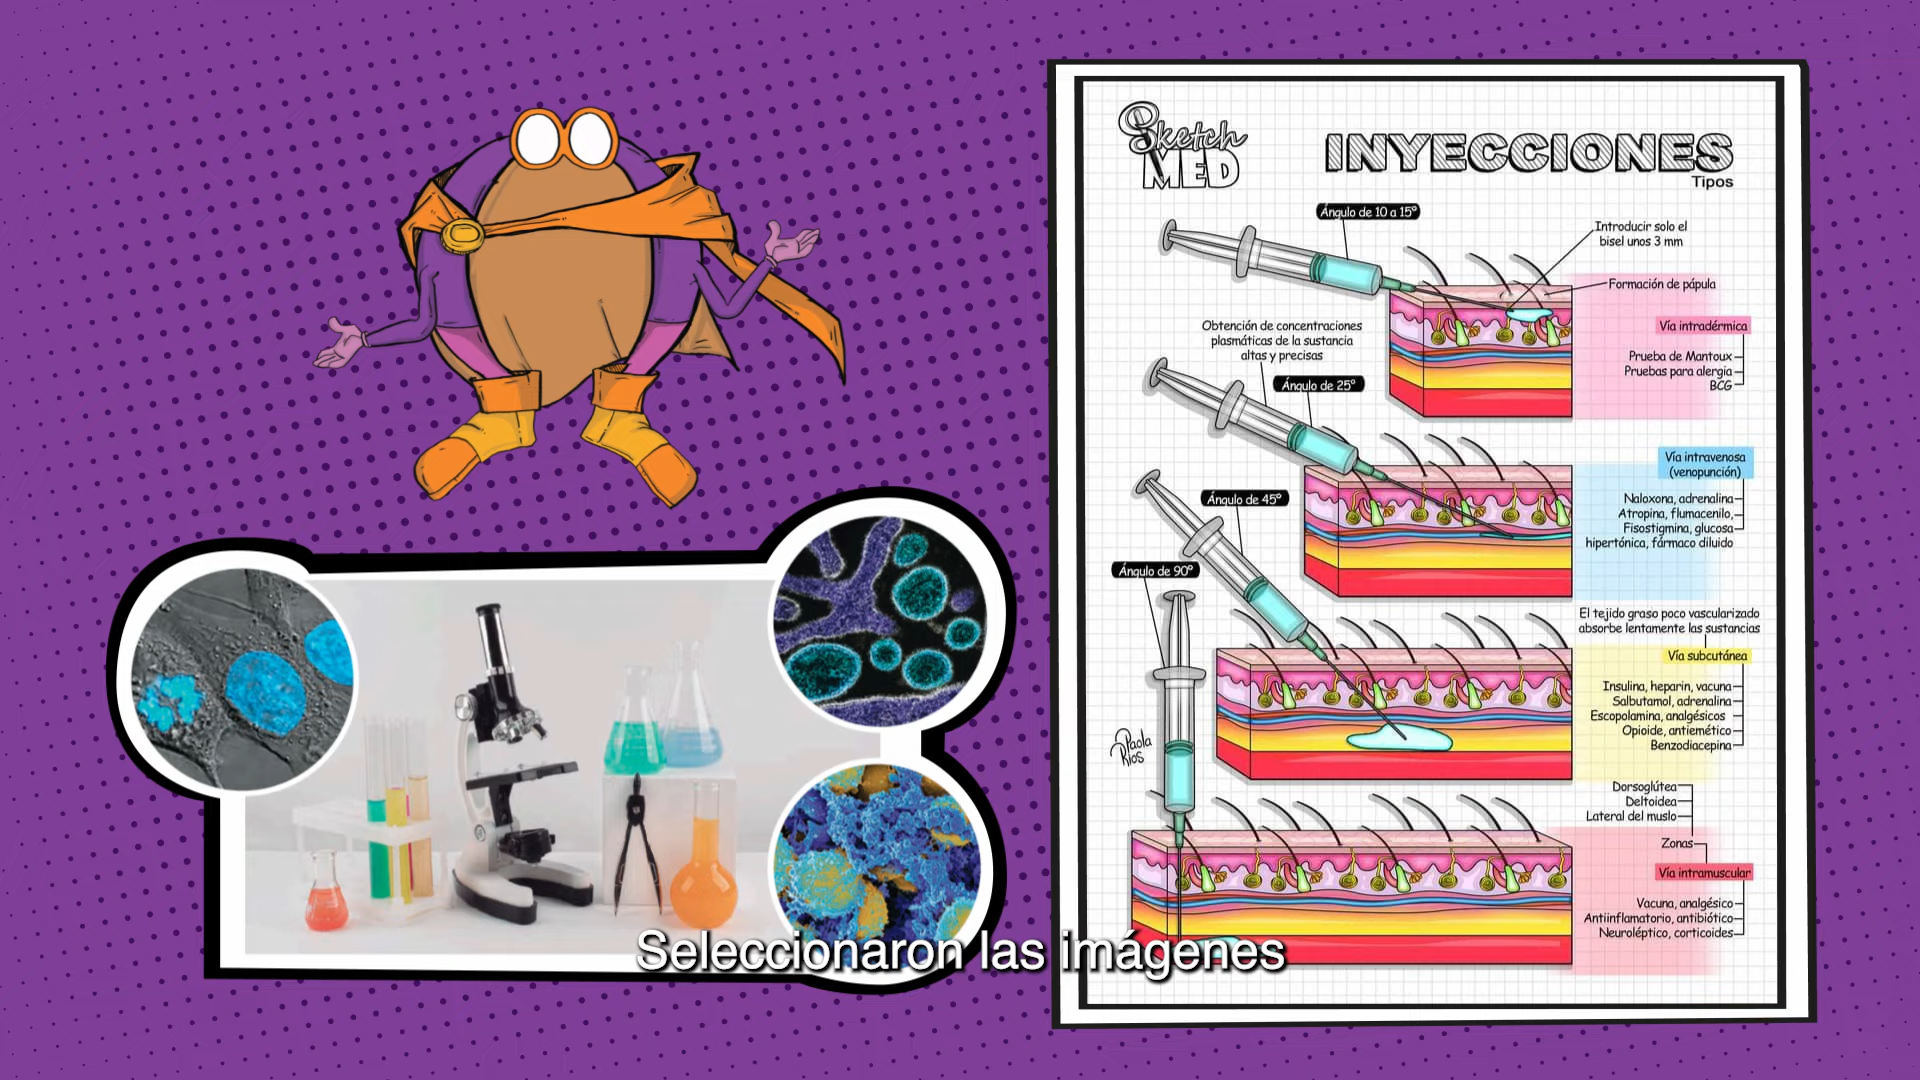 Sketch
MED
INYECCIONES
Tipos
Ángulo de 10 a 15º
Introducir solo el
bisel unos 3 mm
Formación de pápula
Vía intradérmica
Prueba de Mantoux
Pruebas para alergia
BCG
Obtención de concentraciones
plasmáticas de la sustancia
altas y precisas
Ángulo de 25º
Vía intravenosa
(venopunción)
Naloxona, adrenalina
Atropina, flumacenilo,
Fisostigmina, glucosa
hipertónica, fármaco diluido
Ángulo de 45º
El tejido graso poco vascularizado
absorbe lentamente las sustancias
Vía subcutánea
Insulina, heparin, vacuna
Salbutamol, adrenalina
Escopolamina, analgésicos
Opioide, antiemético
Benzodiacepina
Ángulo de 90º
Paola
Ríos
Dorsoglútea
Deltoidea
Lateral del muslo
Zonas
Vía intramuscular
Vacuna, analgésico
Antiinflamatorio, antibiótico
Neuroléptico, corticoides
Seleccionaron las imágenes